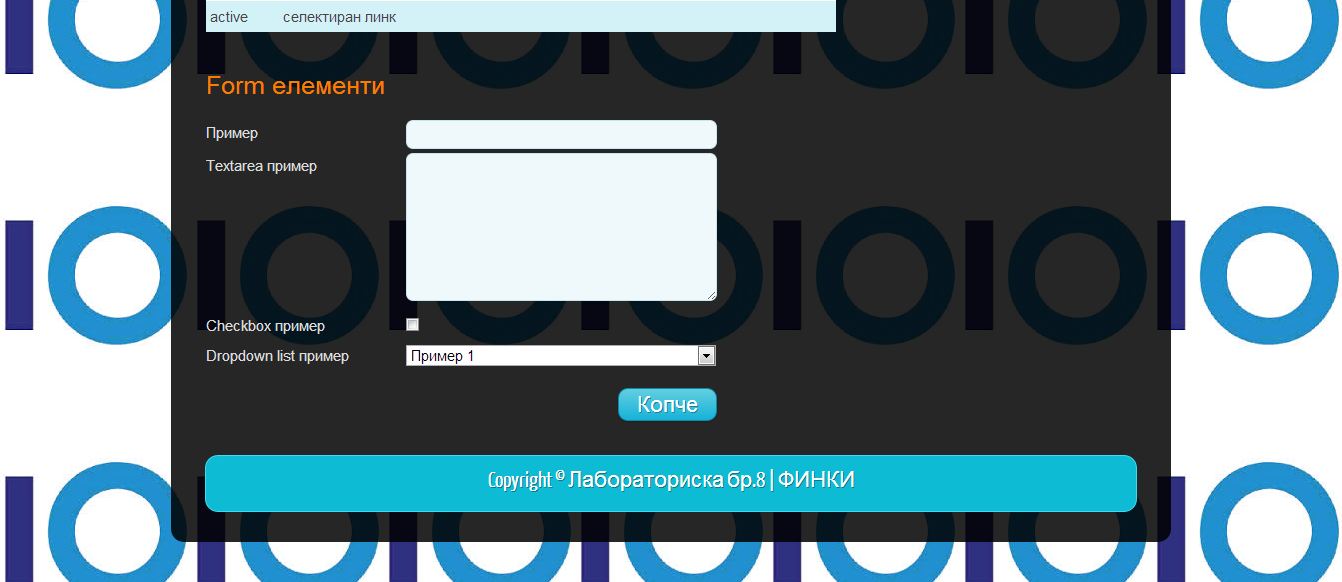 active селектиран линк
Form елементи
Пример
Textarea пример
Checkbox пример
Dropdown list пример Пример 1
Копче
Copyright © Лабораториска бр.8 | ФИНКИ